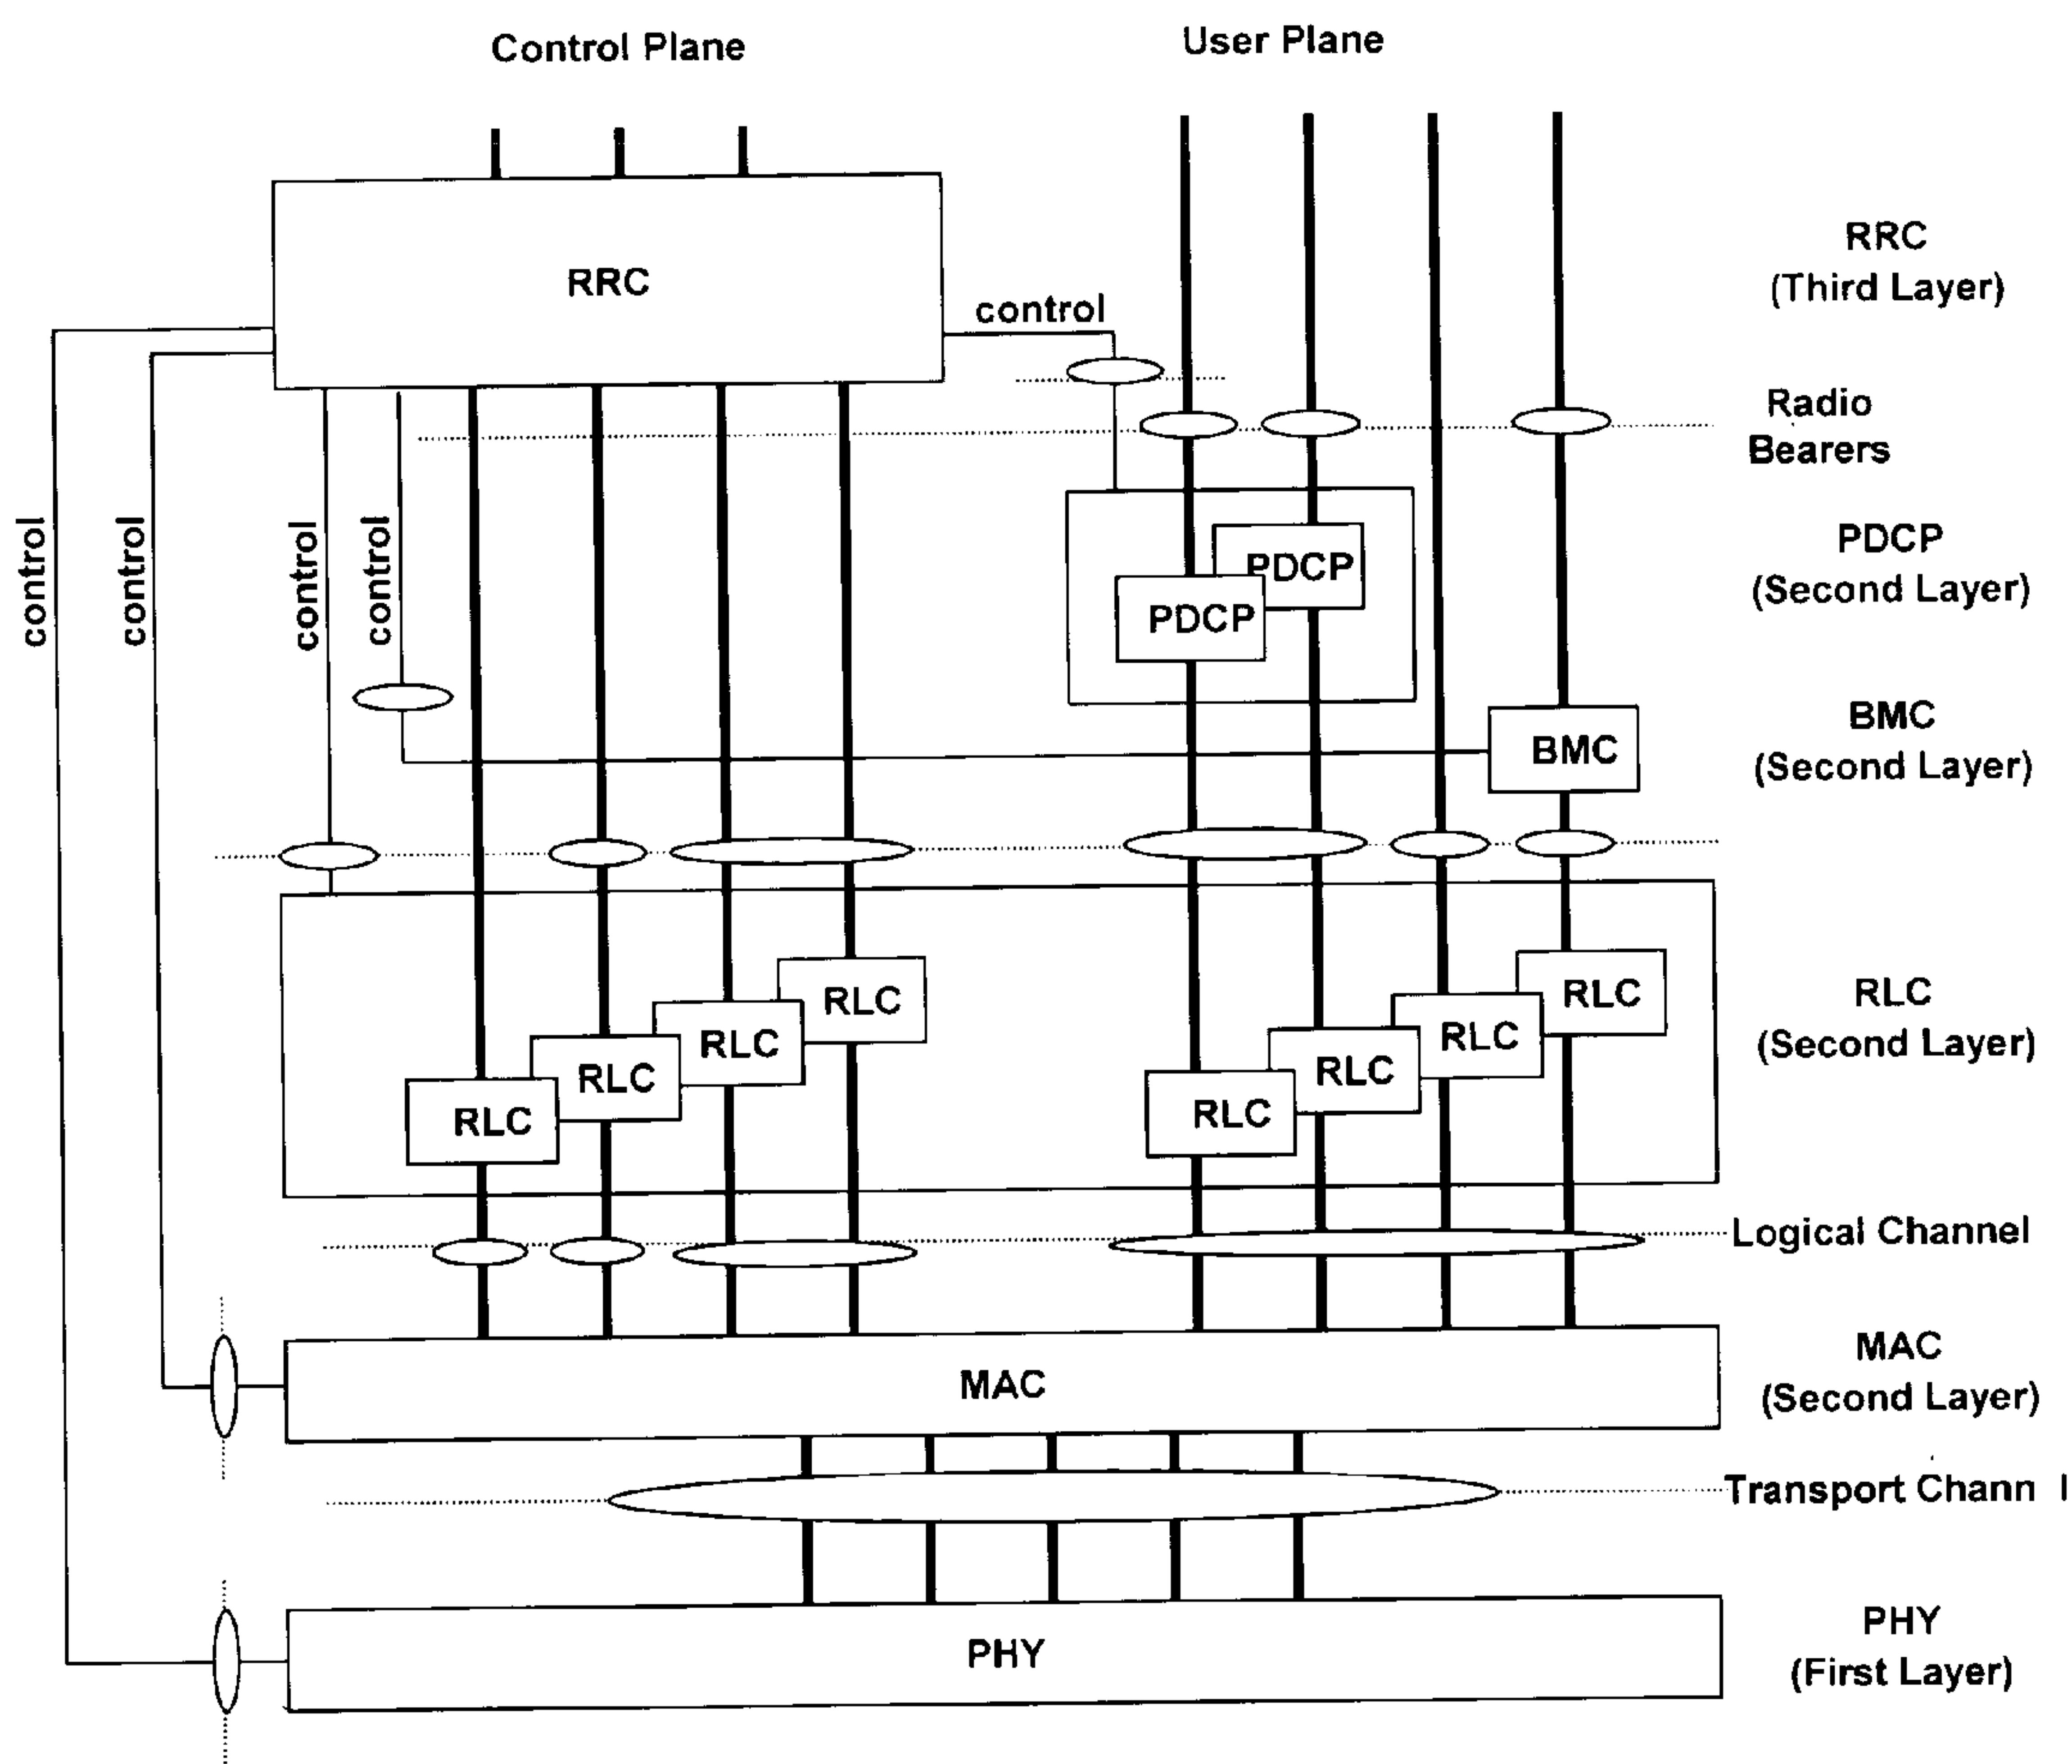 Control Plane
User Plane
RRC
RRC
(Third Layer)
control
Radio
Bearers
control
control
control
control
PDCP
PDCP
PDCP
(Second Layer)
BMC
BMC
(Second Layer)
RLC
RLC
RLC
RLC
RLC
RLC
RLC
RLC
RLC
(Second Layer)
Logical Channel
MAC
MAC
(Second Layer)
Transport Chann l
PHY
PHY
(First Layer)